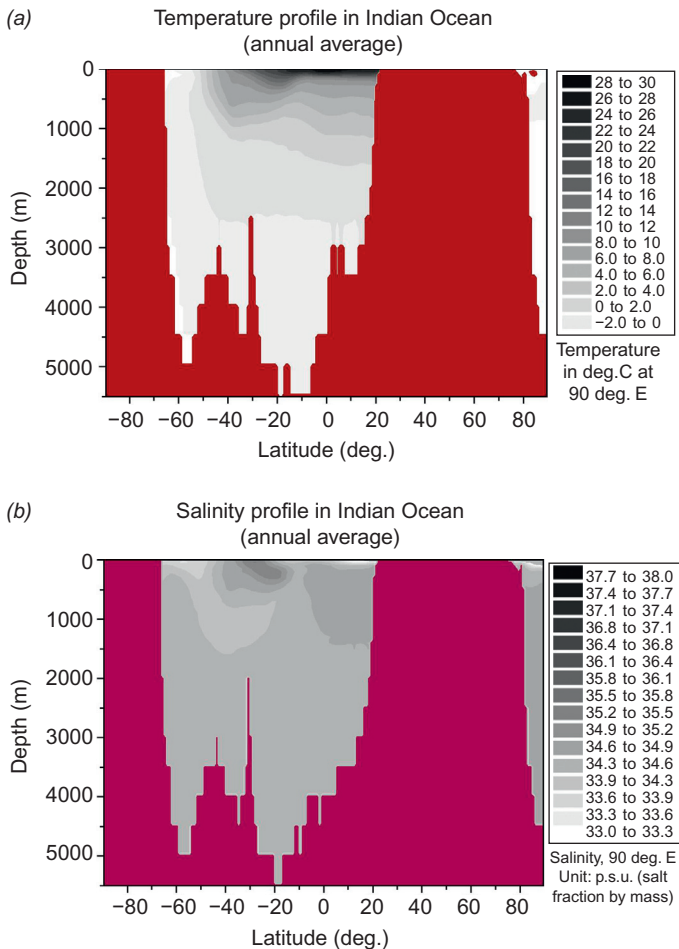 (a)
Temperature profile in Indian Ocean
(annual average)
0
1000
2000
3000
4000
5000
Depth (m)
−80 −60 −40 −20 0 20 40 60 80
Latitude (deg.)
28 to 30
26 to 28
24 to 26
22 to 24
20 to 22
18 to 20
16 to 18
14 to 16
12 to 14
10 to 12
8.0 to 10
6.0 to 8.0
4.0 to 6.0
2.0 to 4.0
0 to 2.0
−2.0 to 0
Temperature
in deg.C at
90 deg. E
(b)
Salinity profile in Indian Ocean
(annual average)
0
1000
2000
3000
4000
5000
Depth (m)
−80 −60 −40 −20 0 20 40 60 80
Latitude (deg.)
37.7 to 38.0
37.4 to 37.7
37.1 to 37.4
36.8 to 37.1
36.4 to 36.8
36.1 to 36.4
35.8 to 36.1
35.5 to 35.8
35.2 to 35.5
34.9 to 35.2
34.6 to 34.9
34.3 to 34.6
33.9 to 34.3
33.6 to 33.9
33.3 to 33.6
33.0 to 33.3
Salinity, 90 deg. E
Unit: p.s.u. (salt
fraction by mass)